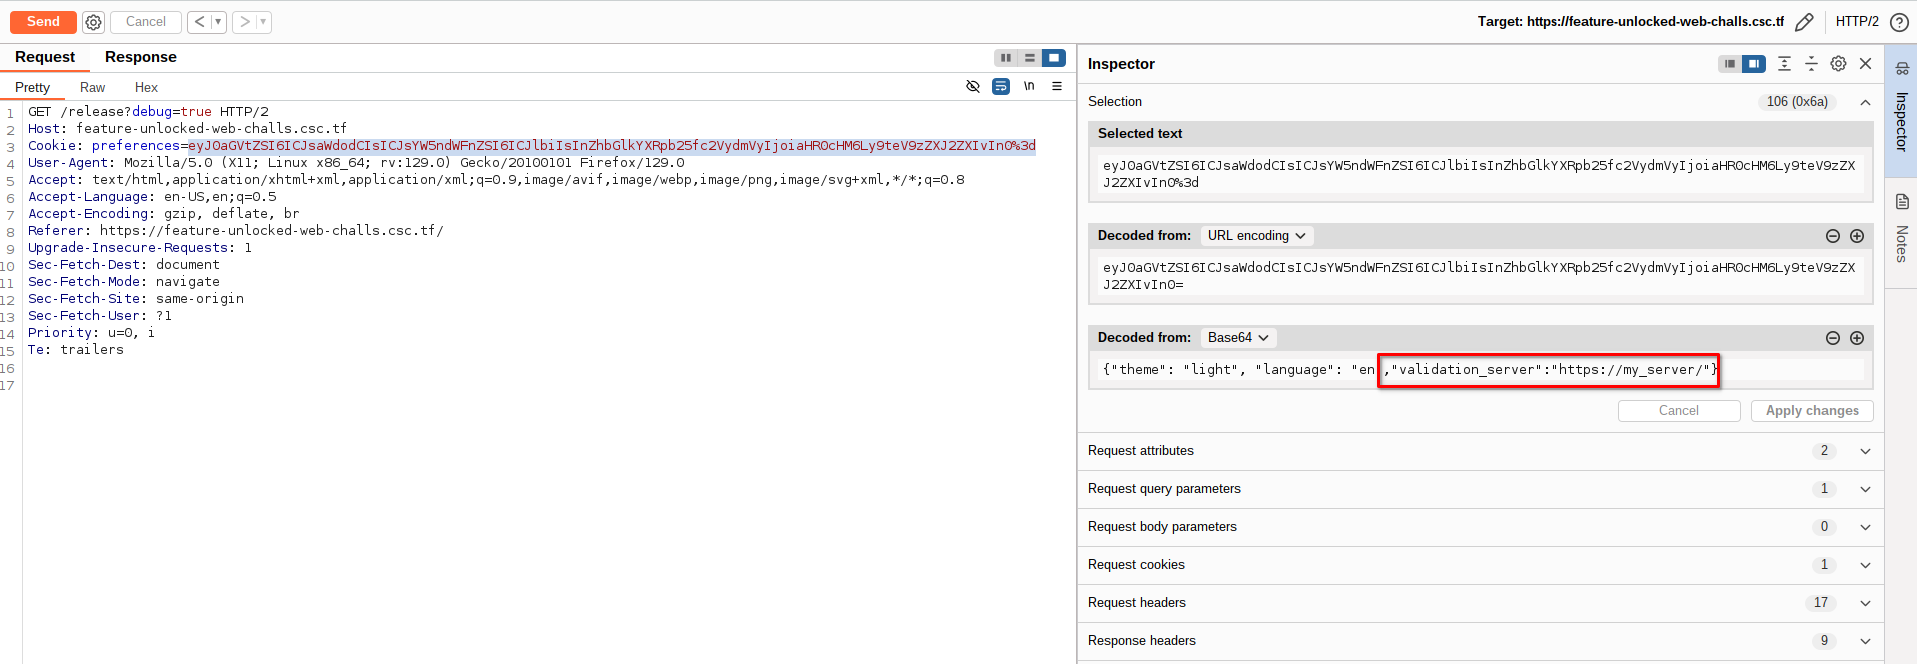 Send Cancel < ▼ > ▼ Target: https://feature-unlocked-web-challs.csc.tf HTTP/2 ?
Request Response
Pretty Raw Hex \n
1 GET /release?debug=true HTTP/2
2 Host: feature-unlocked-web-challs.csc.tf
3 Cookie: preferences=eyJ0aGVtZSI6ICJsaWdodCIsICJsYW5ndWFnZSI6ICJlbiIsInZhbGlkYXRpb25fc2VydmVyIjoiaHR0cHM6Ly9teV9zZXJ2ZXIvIn0%3d
4 User-Agent: Mozilla/5.0 (X11; Linux x86_64; rv:129.0) Gecko/20100101 Firefox/129.0
5 Accept: text/html,application/xhtml+xml,application/xml;q=0.9,image/avif,image/webp,image/png,image/svg+xml,*/*;q=0.8
6 Accept-Language: en-US,en;q=0.5
7 Accept-Encoding: gzip, deflate, br
8 Referer: https://feature-unlocked-web-challs.csc.tf/
9 Upgrade-Insecure-Requests: 1
10 Sec-Fetch-Dest: document
11 Sec-Fetch-Mode: navigate
12 Sec-Fetch-Site: same-origin
13 Sec-Fetch-User: ?1
14 Priority: u=0, i
15 Te: trailers
16
17
Inspector
Selection 106 (0x6a)
Selected text
eyJ0aGVtZSI6ICJsaWdodCIsICJsYW5ndWFnZSI6ICJlbiIsInZhbGlkYXRpb25fc2VydmVyIjoiaHR0cHM6Ly9teV9zZX
J2ZXIvIn0%3d
Decoded from: URL encoding
eyJ0aGVtZSI6ICJsaWdodCIsICJsYW5ndWFnZSI6ICJlbiIsInZhbGlkYXRpb25fc2VydmVyIjoiaHR0cHM6Ly9teV9zZX
J2ZXIvIn0=
Decoded from: Base64
{"theme": "light", "language": "en","validation_server":"https://my_server/"}
Cancel Apply changes
Request attributes 2
Request query parameters 1
Request body parameters 0
Request cookies 1
Request headers 17
Response headers 9
Inspector
Notes